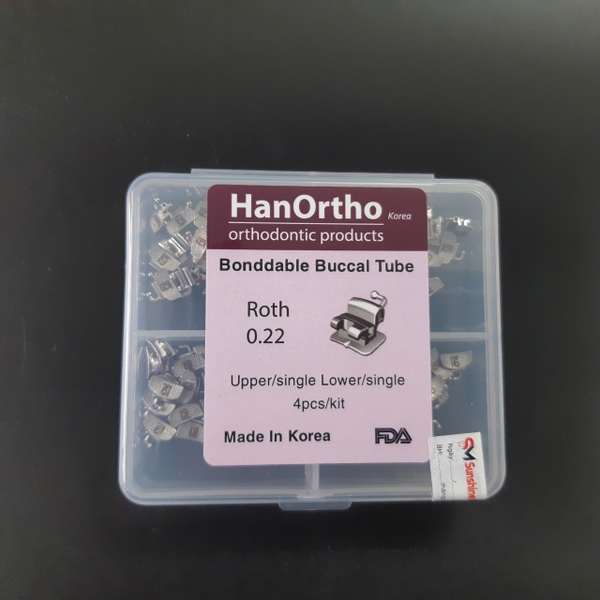 HanOrtho Korea
orthodontic products
Bonddable Buccal Tube
Roth
0.22
Upper/single Lower/single
4pcs/kit
Made In Korea
FDA
Sunshine
Ngày